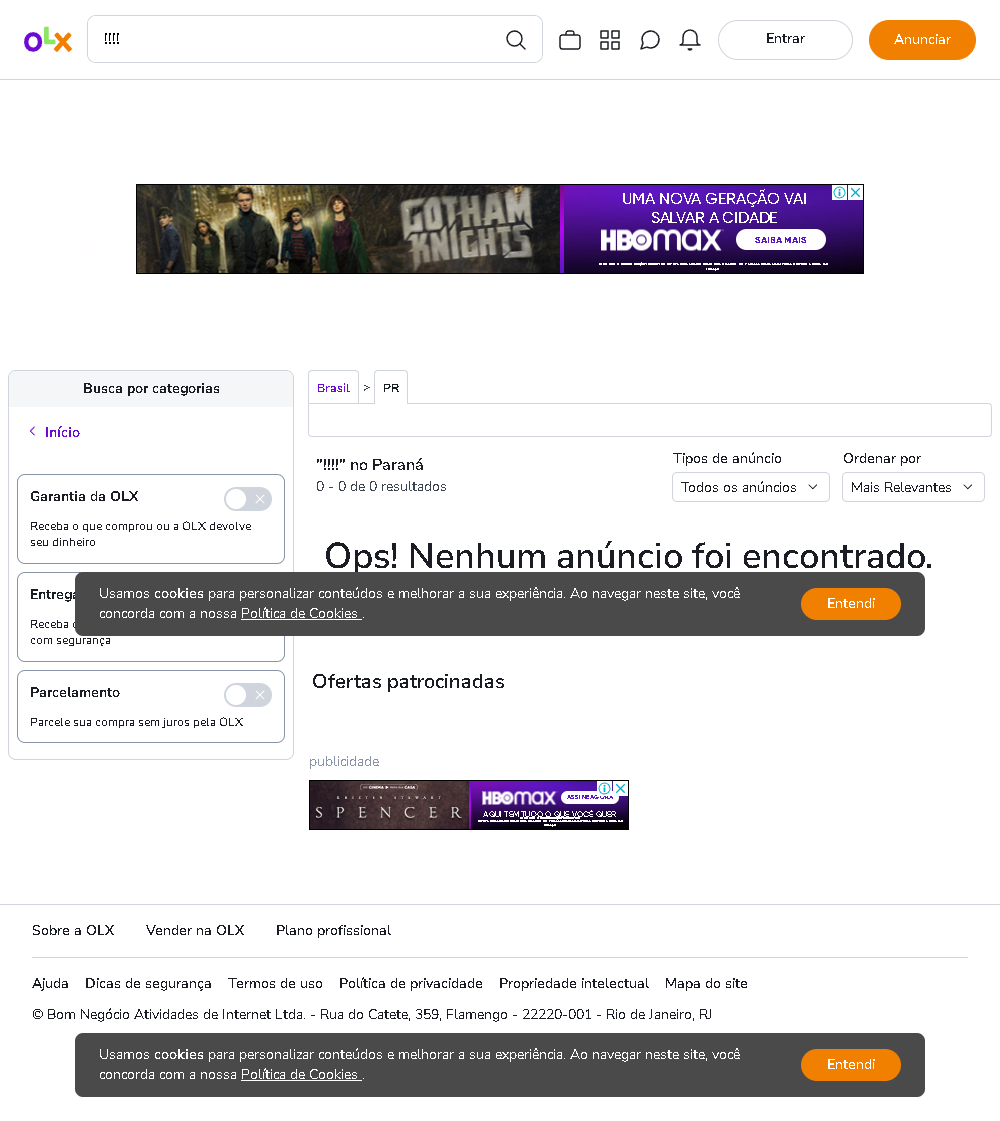 OLX
!!!!
Entrar
Anunciar
GOTHAM
KNIGHTS
UMA NOVA GERAÇÃO VAI
SALVAR A CIDADE
HBOMAX
SAIBA MAIS
Busca por categorias
Início
Garantia da OLX
Receba o que comprou ou a OLX devolve
seu dinheiro
Entrega
Receba
com segurança
Parcelamento
Parcele sua compra sem juros pela OLX
Brasil > PR
"!!!!" no Paraná
0 - 0 de 0 resultados
Tipos de anúncio
Todos os anúncios
Ordenar por
Mais Relevantes
Ops! Nenhum anúncio foi encontrado.
Usamos cookies para personalizar conteúdos e melhorar a sua experiência. Ao navegar neste site, você
concorda com a nossa Política de Cookies .
Entendi
Ofertas patrocinadas
publicidade
KRISTEN STEWART
SPENCER
HBOMAX
ASSINE AGORA
AQUI TEM TUDO O QUE VOCÊ QUER
Sobre a OLX Vender na OLX Plano profissional
Ajuda Dicas de segurança Termos de uso Política de privacidade Propriedade intelectual Mapa do site
© Bom Negócio Atividades de Internet Ltda. - Rua do Catete, 359, Flamengo - 22220-001 - Rio de Janeiro, RJ
Usamos cookies para personalizar conteúdos e melhorar a sua experiência. Ao navegar neste site, você
concorda com a nossa Política de Cookies .
Entendi